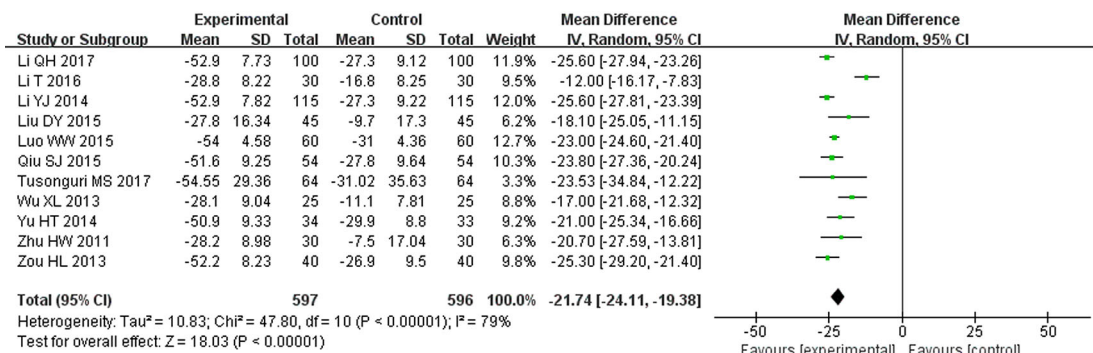 Experimental Control Mean Difference Mean Difference
Study or Subgroup Mean SD Total Mean SD Total Weight IV, Random, 95% CI IV, Random, 95% CI
Li QH 2017 -52.9 7.73 100 -27.3 9.12 100 11.9% -25.60 [-27.94, -23.26]
Li T 2016 -28.8 8.22 30 -16.8 8.25 30 9.5% -12.00 [-16.17, -7.83]
Li YJ 2014 -52.9 7.82 115 -27.3 9.22 115 12.0% -25.60 [-27.81, -23.39]
Liu DY 2015 -27.8 16.34 45 -9.7 17.3 45 6.2% -18.10 [-25.05, -11.15]
Luo WW 2015 -54 4.58 60 -31 4.36 60 12.7% -23.00 [-24.60, -21.40]
Qiu SJ 2015 -51.6 9.25 54 -27.8 9.64 54 10.3% -23.80 [-27.36, -20.24]
Tusonguri MS 2017 -54.55 29.36 64 -31.02 35.63 64 3.3% -23.53 [-34.84, -12.22]
Wu XL 2013 -28.1 9.04 25 -11.1 7.81 25 8.8% -17.00 [-21.68, -12.32]
Yu HT 2014 -50.9 9.33 34 -29.9 8.8 33 9.3% -21.00 [-25.34, -16.66]
Zhu HW 2011 -28.2 8.98 30 -7.5 17.04 30 6.3% -20.70 [-27.59, -13.81]
Zou HL 2013 -52.2 8.23 40 -26.9 9.5 40 9.8% -25.30 [-29.20, -21.40]
Total (95% CI) 597 596 100.0% -21.74 [-24.11, -19.38]
Heterogeneity: Tau² = 10.83; Chi² = 47.80, df = 10 (P < 0.00001); I² = 79%
Test for overall effect: Z = 18.03 (P < 0.00001)
-50 -25 0 25 50
Favours [experimental] Favours [control]